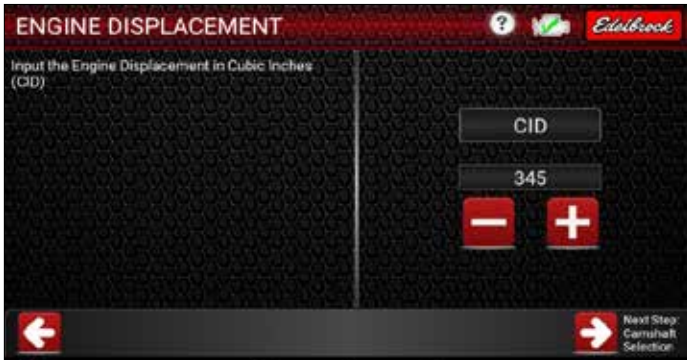 ENGINE DISPLACEMENT
?
Edelbrock
Input the Engine Displacement in Cubic Inches
(CID)
CID
345
Next Step:
Camshaft
Selection